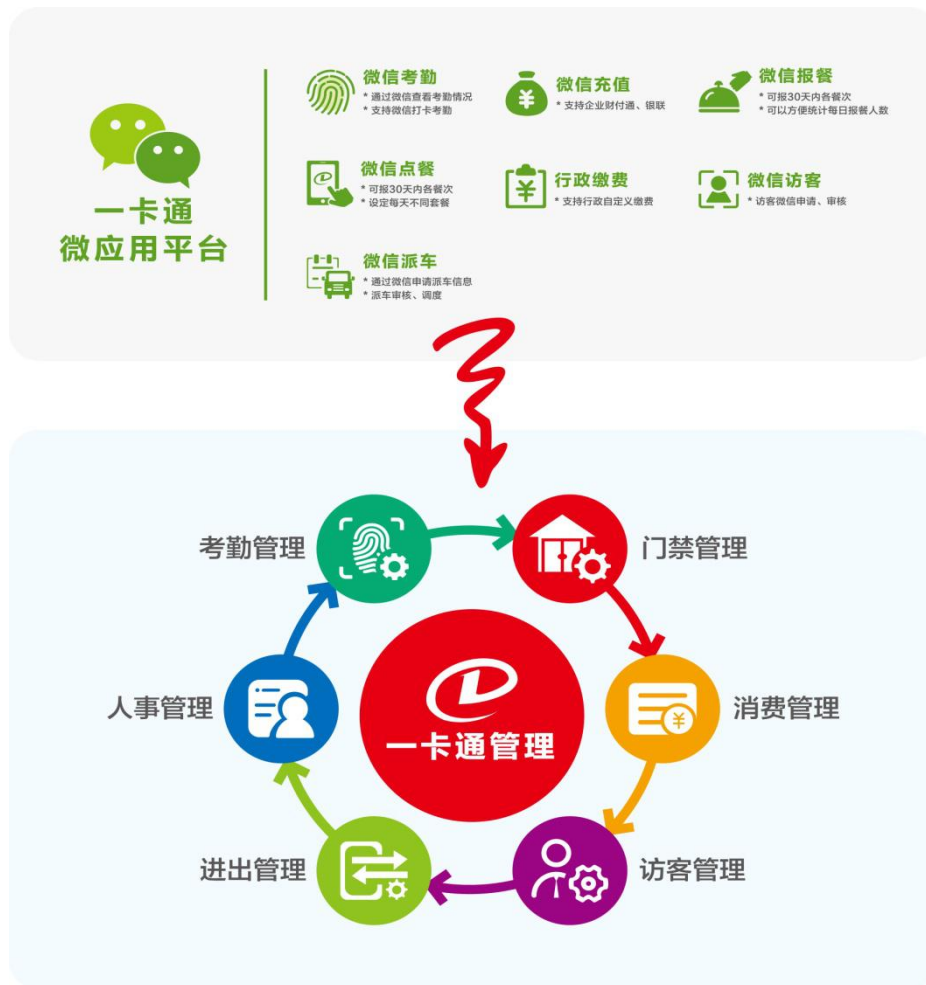 一卡通
微应用平台
微信考勤
* 通过微信查看考勤情况
* 支持微信打卡考勤
微信充值
* 支持企业财付通、银联
微信报餐
* 可报30天内各餐次
* 可以方便统计每日报餐人数
微信点餐
* 可报30天内各餐次
* 设定每天不同套餐
行政缴费
* 支持行政自定义缴费
微信访客
* 访客微信申请、审核
微信派车
* 通过微信申请派车信息
* 派车审核、调度
考勤管理
门禁管理
人事管理
一卡通管理
消费管理
进出管理
访客管理